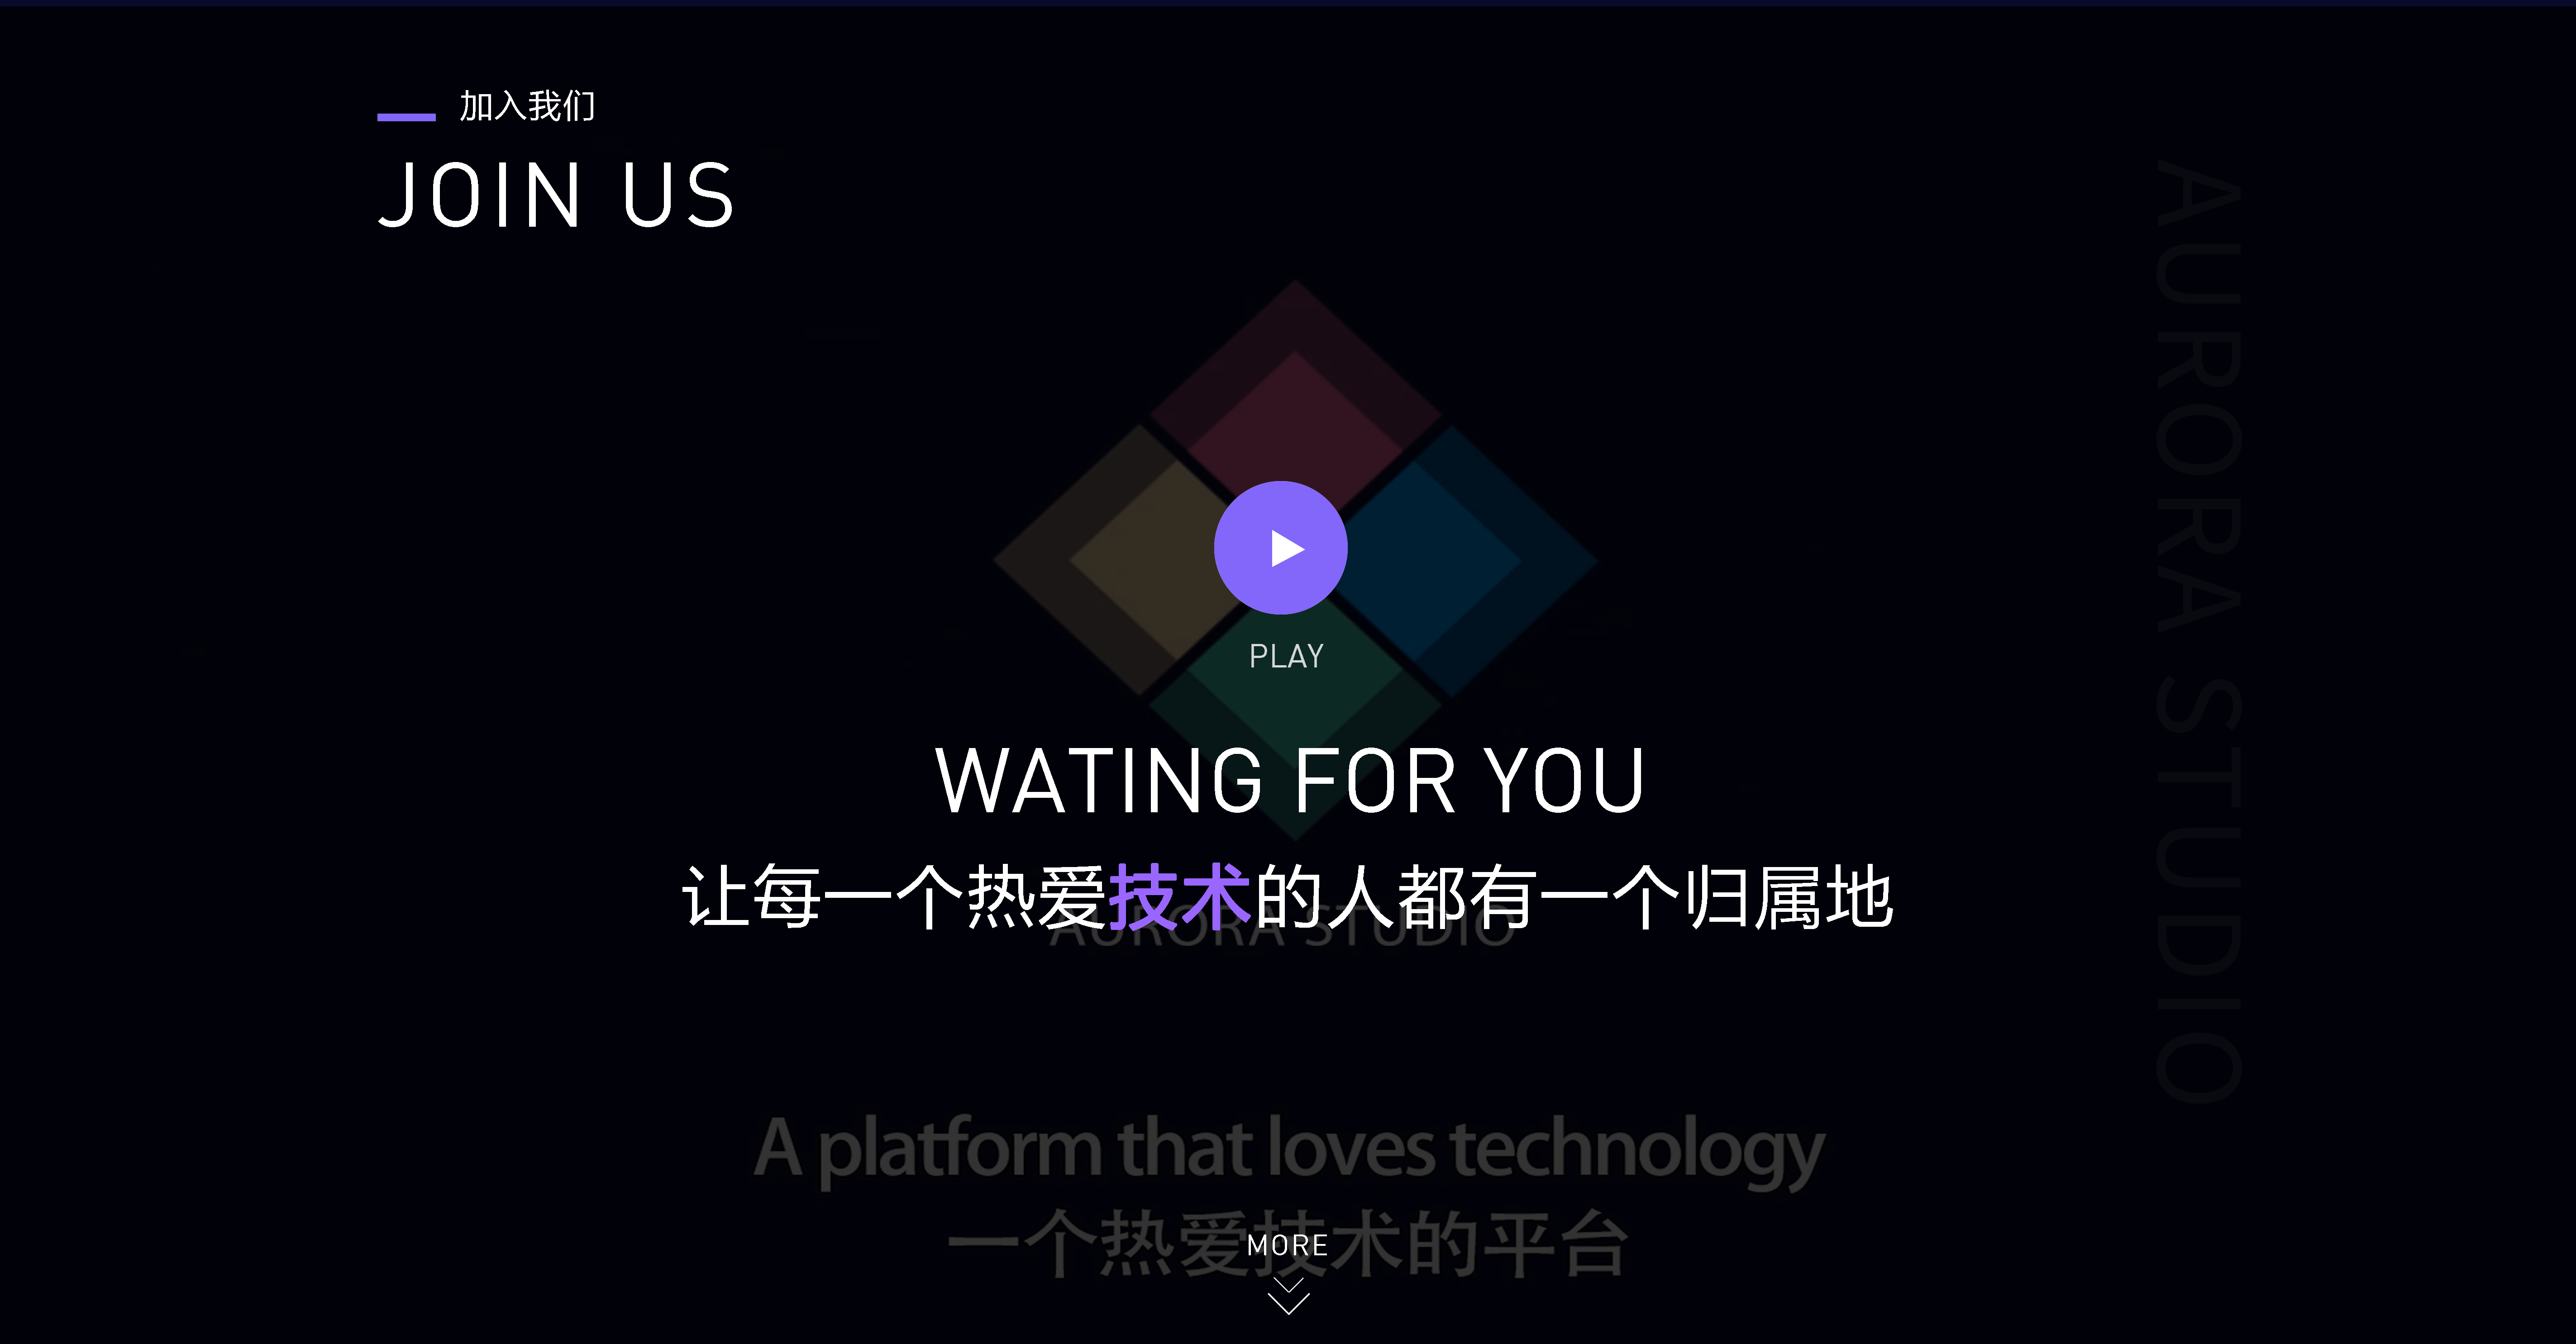 加入我们
JOIN US
AURORA STUDIO
PLAY
WATING FOR YOU
让每一个热爱技术的人都有一个归属地
AURORA STUDIO
A platform that loves technology
一个热爱技术的平台
MORE